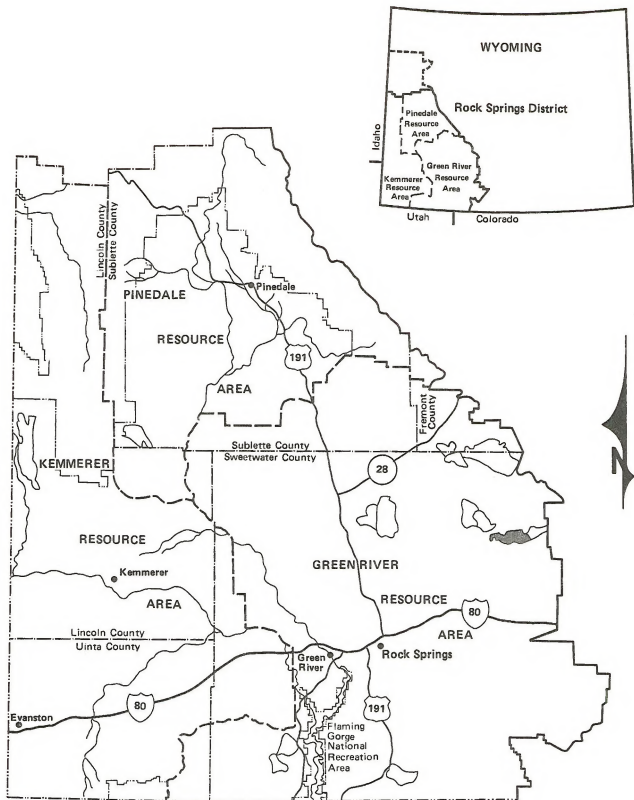 WYOMING
Rock Springs District
Pinedale
Resource
Area
Green River
Resource
Area
Kemmerer
Resource
Area
Idaho
Utah
Colorado
Lincoln County
Sublette County
Pinedale
PINEDALE
RESOURCE
AREA
191
Fremont
County
Sublette County
Sweetwater County
28
KEMMERER
RESOURCE
AREA
Kemmerer
GREEN RIVER
RESOURCE
AREA
80
Lincoln County
Uinta County
Green
River
Rock Springs
80
191
Evanston
Flaming
Gorge
National
Recreation
Area
N